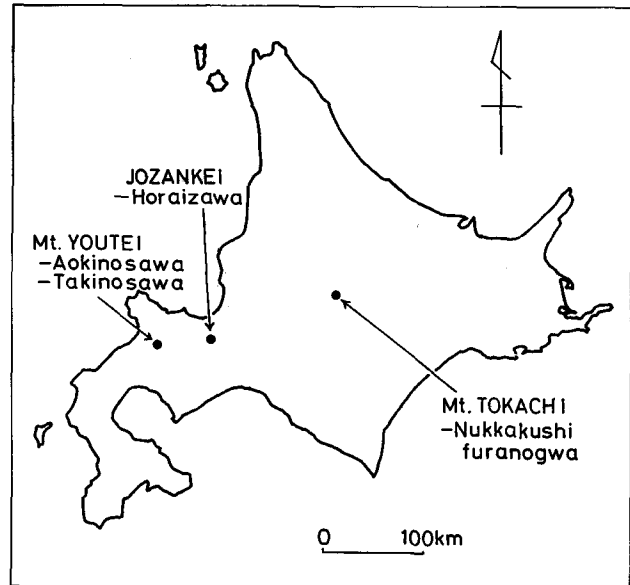 JOZANKEI
-Horaizawa
Mt. YOUTEI
-Aokinosawa
-Takinosawa
Mt. TOKACHI
-Nukkakushi
furanogwa
0 100km